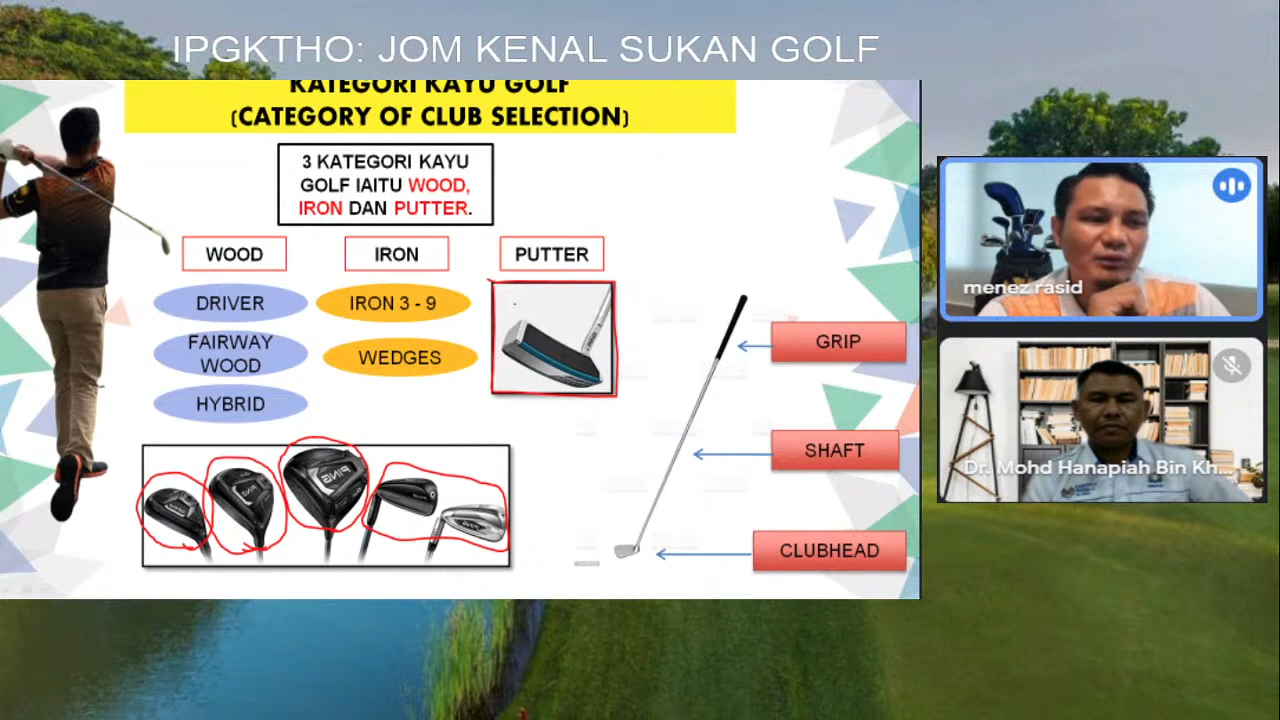 IPGKTHO: JOM KENAL SUKAN GOLF
KATEGORI KAYU GOLF
(CATEGORY OF CLUB SELECTION)
3 KATEGORI KAYU
GOLF IAITU WOOD,
IRON DAN PUTTER.
WOOD
IRON
PUTTER
DRIVER
IRON 3 - 9
FAIRWAY
WOOD
WEDGES
HYBRID
PING
GRIP
SHAFT
CLUBHEAD
menez rasid
Dr. Mohd Hanapiah Bin Kh...